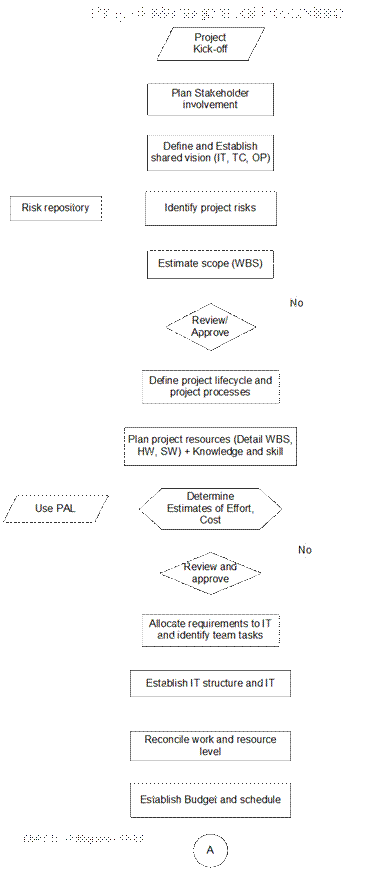 Project
Kick-off
Plan Stakeholder
involvement
Define and Establish
shared vision (IT, TC, OP)
Risk repository
Identify project risks
Estimate scope (WBS)
No
Review/
Approve
Define project lifecycle and
project processes
Plan project resources (Detail WBS,
HW, SW) + Knowledge and skill
Use PAL
Determine
Estimates of Effort,
Cost
No
Review and
approve
Allocate requirements to IT
and identify team tasks
Establish IT structure and IT
Reconcile work and resource
level
Establish Budget and schedule
A